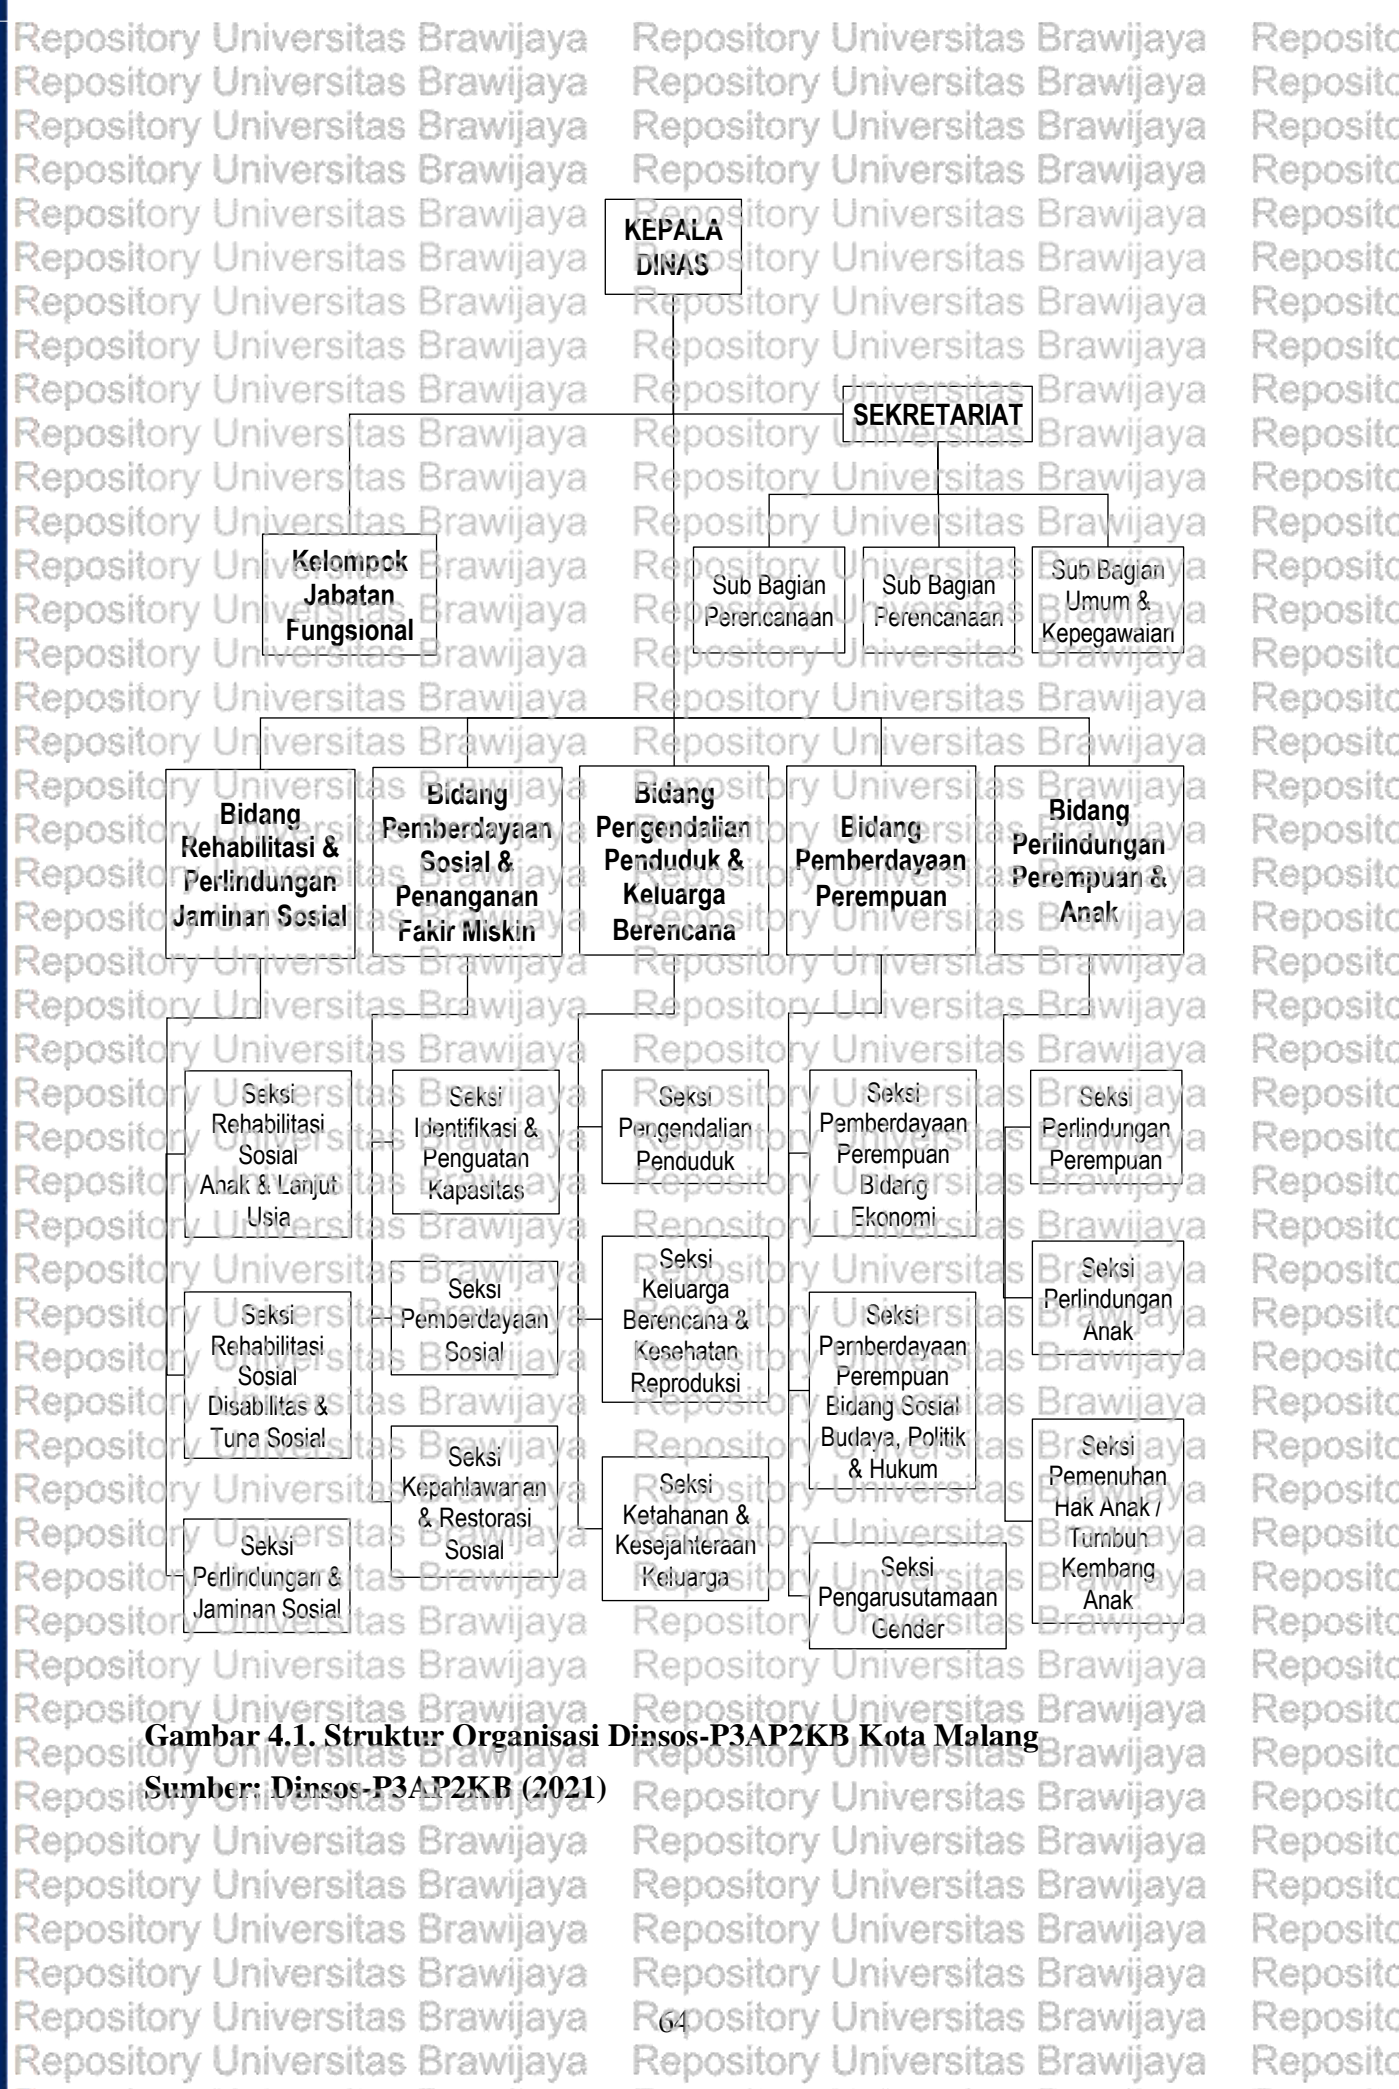 KEPALA
DINAS
SEKRETARIAT
Kelompok
Jabatan
Fungsional
Sub Bagian
Perencanaan
Sub Bagian
Perencanaan
Sub Bagian
Umum &
Kepegawaian
Bidang
Rehabilitasi &
Perlindungan
Jaminan Sosial
Bidang
Pemberdayaan
Sosial &
Penanganan
Fakir Miskin
Bidang
Pengendalian
Penduduk &
Keluarga
Berencana
Bidang
Pemberdayaan
Perempuan
Bidang
Perlindungan
Perempuan &
Anak
Seksi
Rehabilitasi
Sosial
Anak & Lanjut
Usia
Seksi
Rehabilitasi
Sosial
Disabilitas &
Tuna Sosial
Seksi
Perlindungan &
Jaminan Sosial
Seksi
Identifikasi &
Penguatan
Kapasitas
Seksi
Pemberdayaan
Sosial
Seksi
Kepahlawanan
& Restorasi
Sosial
Seksi
Pengendalian
Penduduk
Seksi
Keluarga
Berencana &
Kesehatan
Reproduksi
Seksi
Ketahanan &
Kesejahteraan
Keluarga
Seksi
Pemberdayaan
Perempuan
Bidang
Ekonomi
Seksi
Pemberdayaan
Perempuan
Bidang Sosial
Budaya, Politik
& Hukum
Seksi
Pengarusutamaan
Gender
Seksi
Perlindungan
Perempuan
Seksi
Perlindungan
Anak
Seksi
Pemenuhan
Hak Anak /
Tumbuh
Kembang
Anak
Gambar 4.1. Struktur Organisasi Dinsos-P3AP2KB Kota Malang
Sumber: Dinsos-P3AP2KB (2021)
64
Repository Universitas Brawijaya